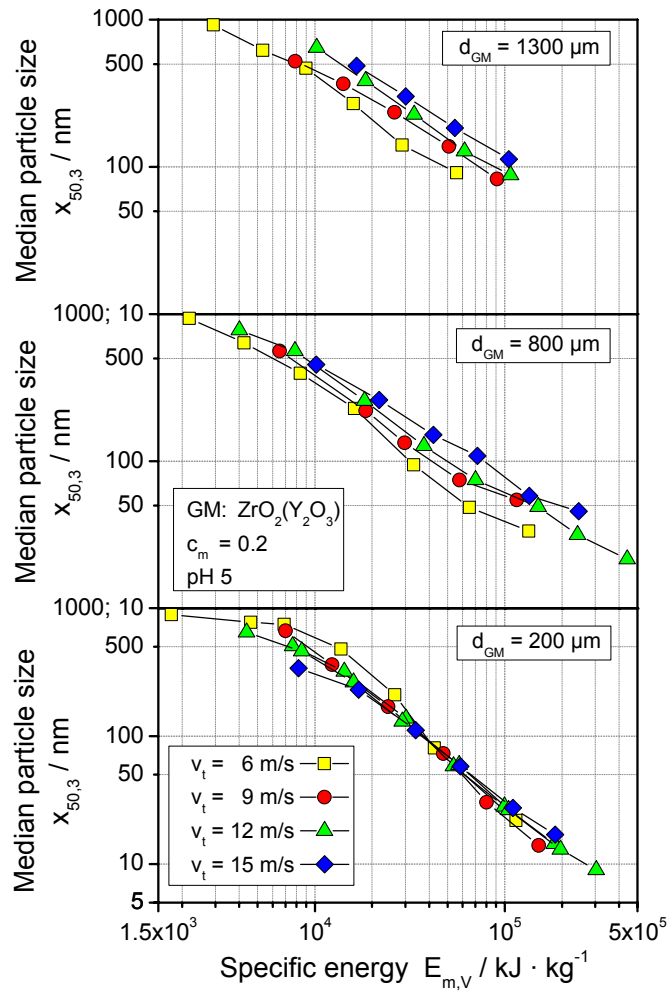 1000
500
100
50
Median particle size
x50,3 / nm
dGM = 1300 µm
1000; 10
500
100
50
Median particle size
x50,3 / nm
dGM = 800 µm
GM: ZrO2(Y2O3)
cm = 0.2
pH 5
1000; 10
500
100
50
10
5
Median particle size
x50,3 / nm
dGM = 200 µm
vt = 6 m/s
vt = 9 m/s
vt = 12 m/s
vt = 15 m/s
1.5x10³ 10⁴ 10⁵ 5x10⁵
Specific energy Em,V / kJ · kg⁻¹